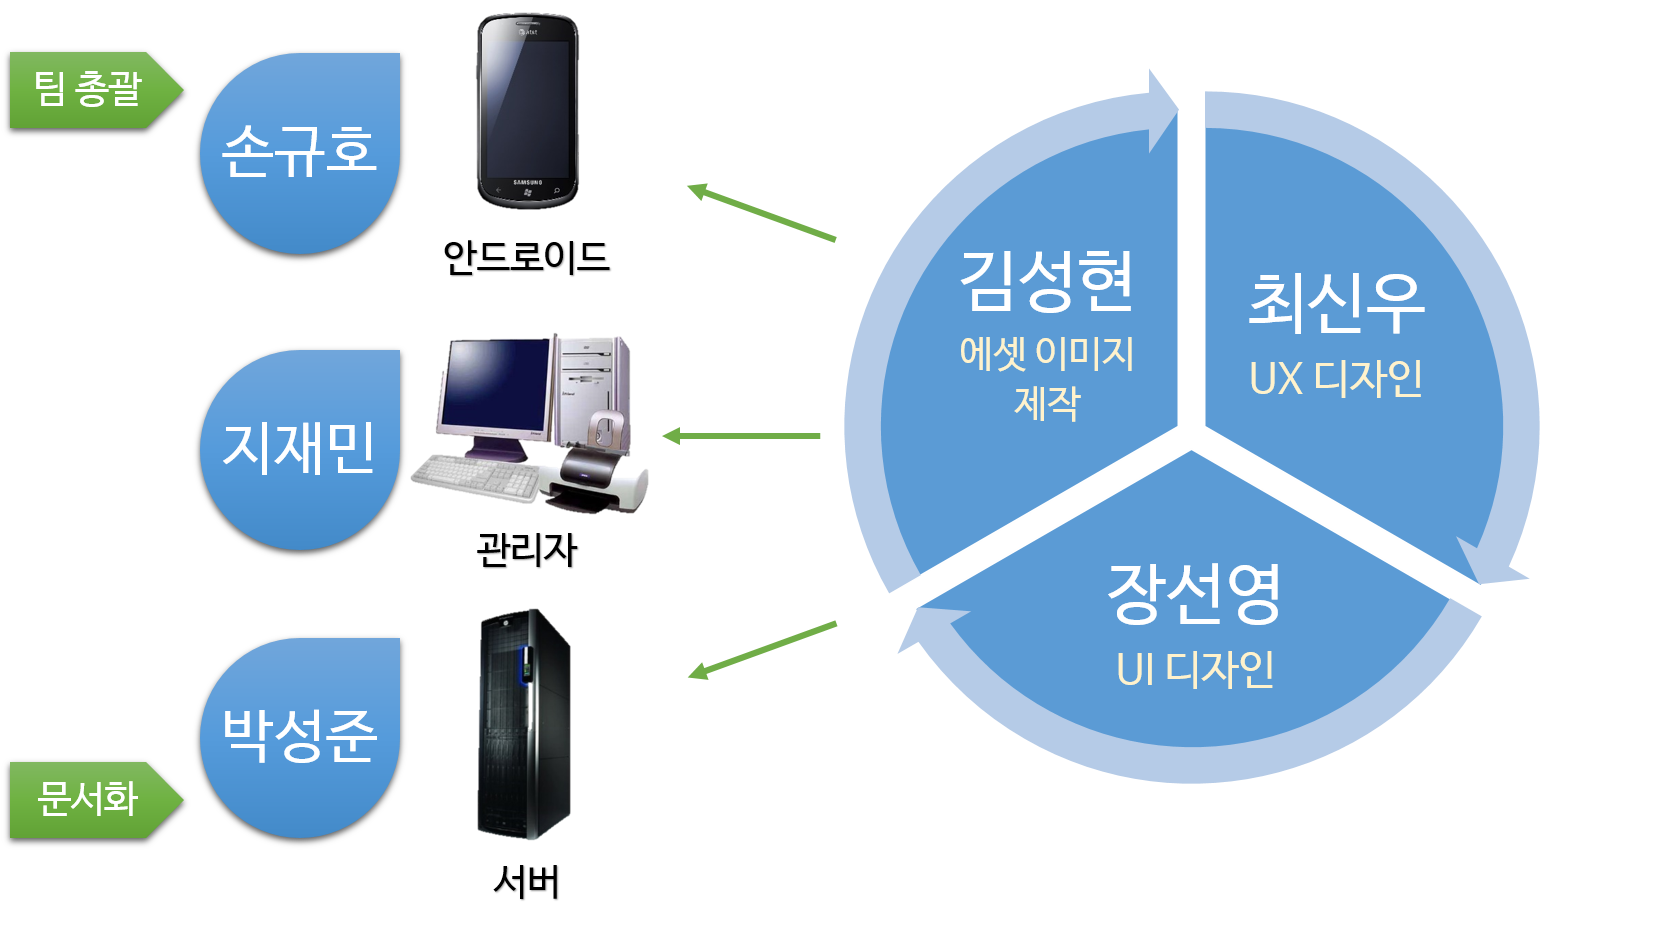 팀 총괄
손규호
at&t
SAMSUNG
안드로이드
지재민
관리자
박성준
문서화
서버
김성현
에셋 이미지
제작
최신우
UX 디자인
장선영
UI 디자인